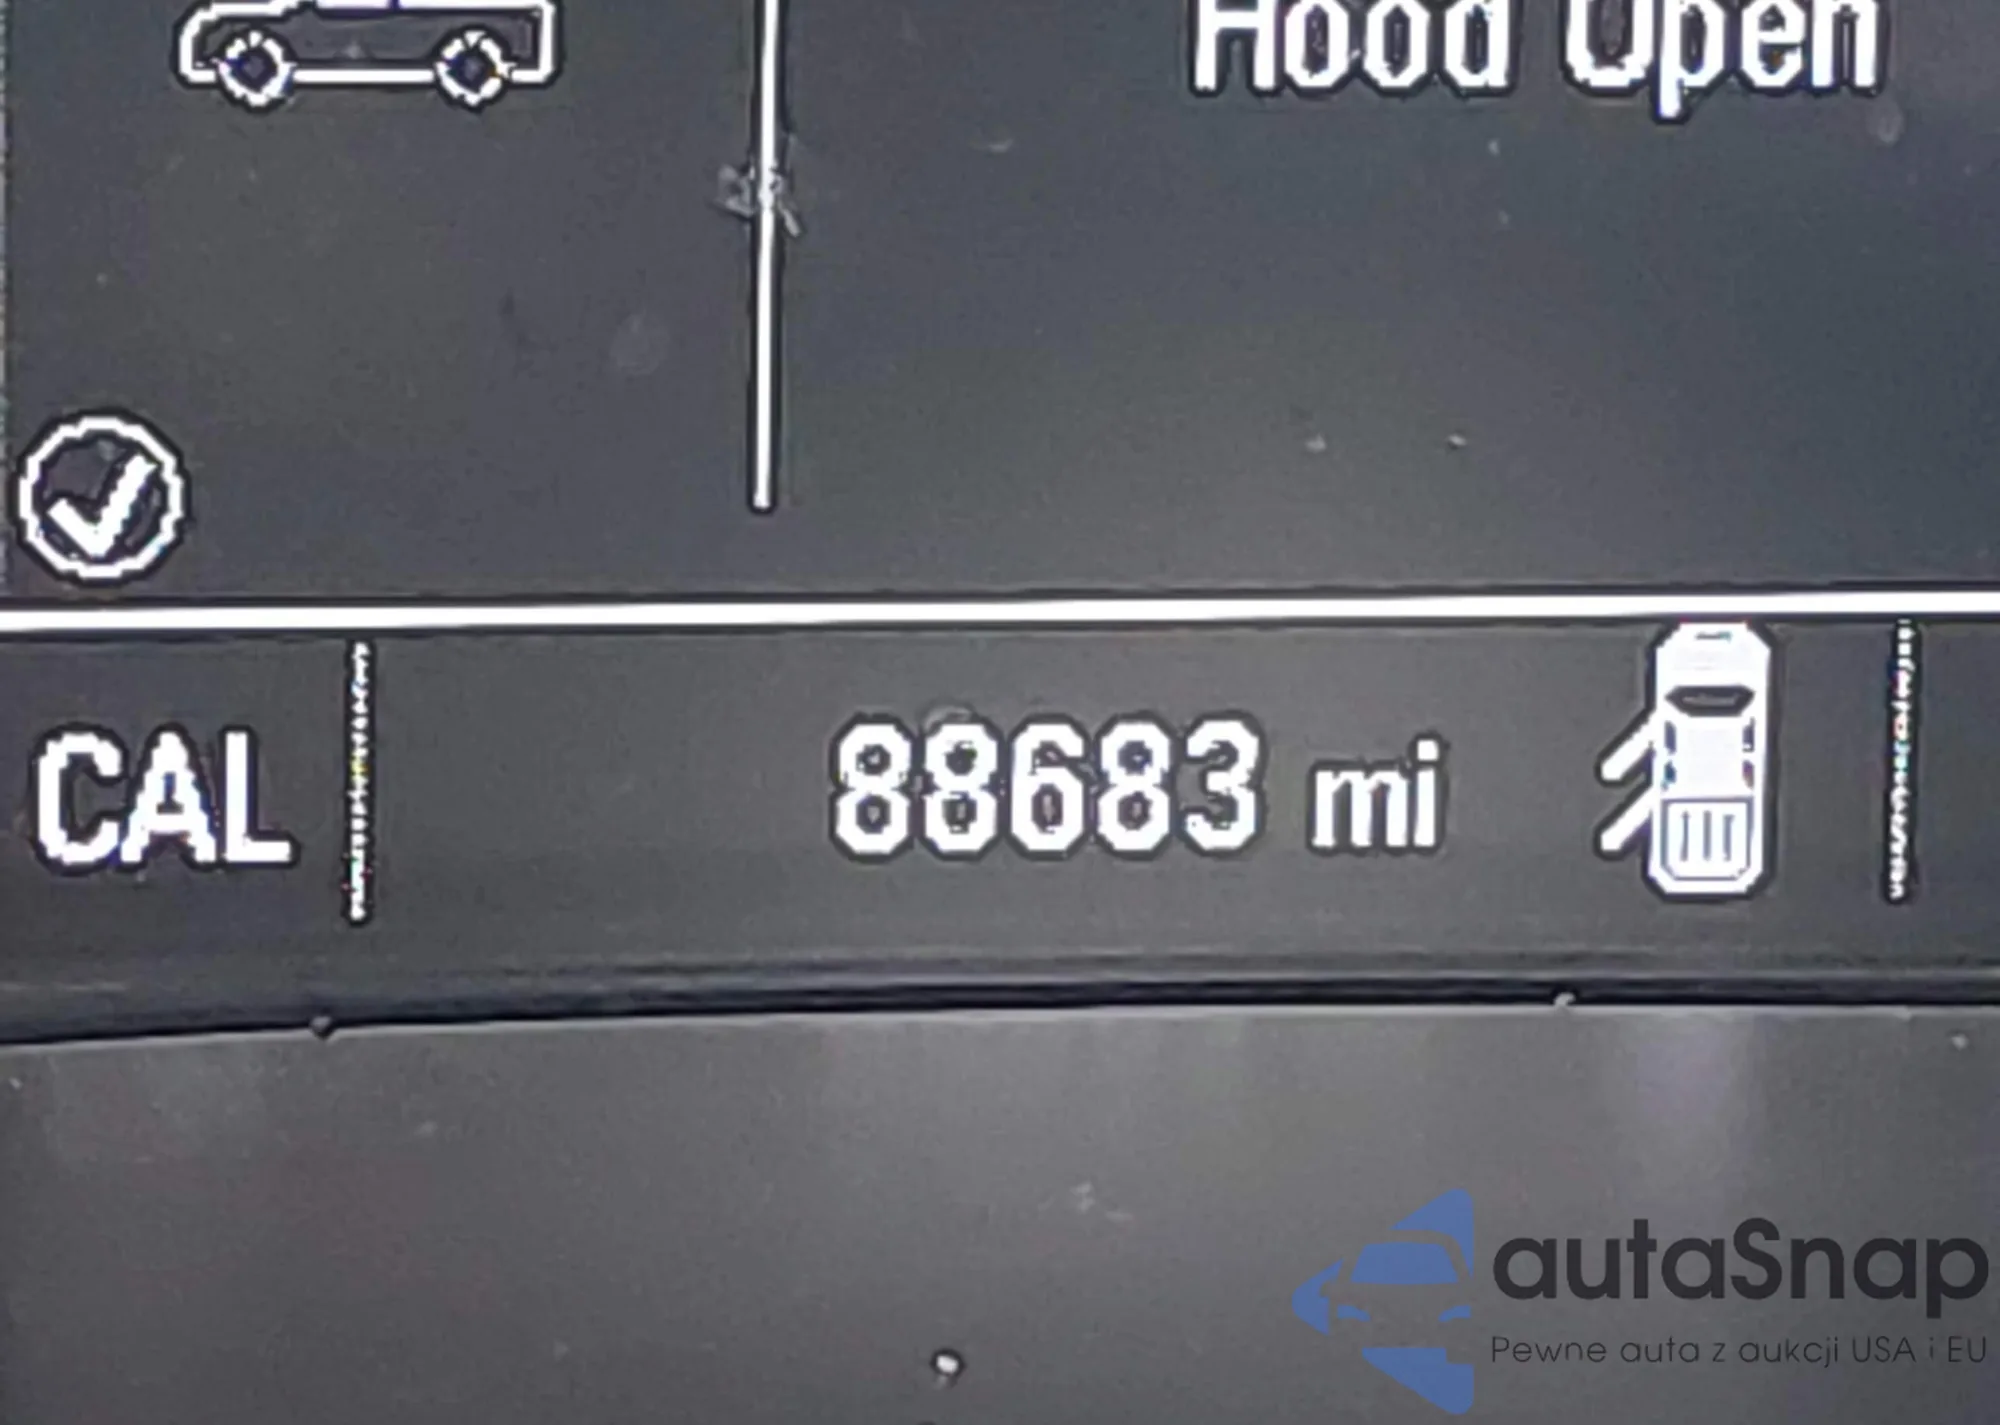 Hood Open
CAL
88683 mi
autaSnap
Pewne auta z aukcji USA i EU